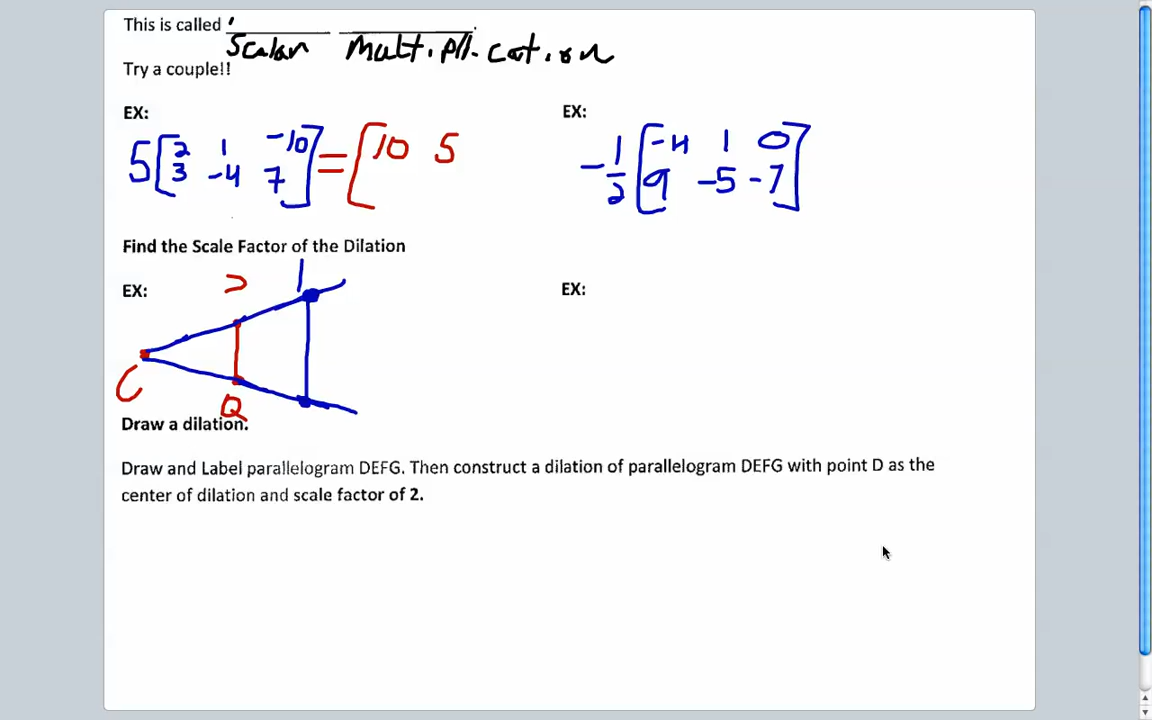 This is called
Scalar Multiplication
Try a couple!!
EX:
5[2 1 -10 = [10 5
3 -4 7]
EX:
-1/2[-4 1 0
9 -5 -7]
Find the Scale Factor of the Dilation
EX:
EX:
C
Q
Draw a dilation:
Draw and Label parallelogram DEFG. Then construct a dilation of parallelogram DEFG with point D as the
center of dilation and scale factor of 2.